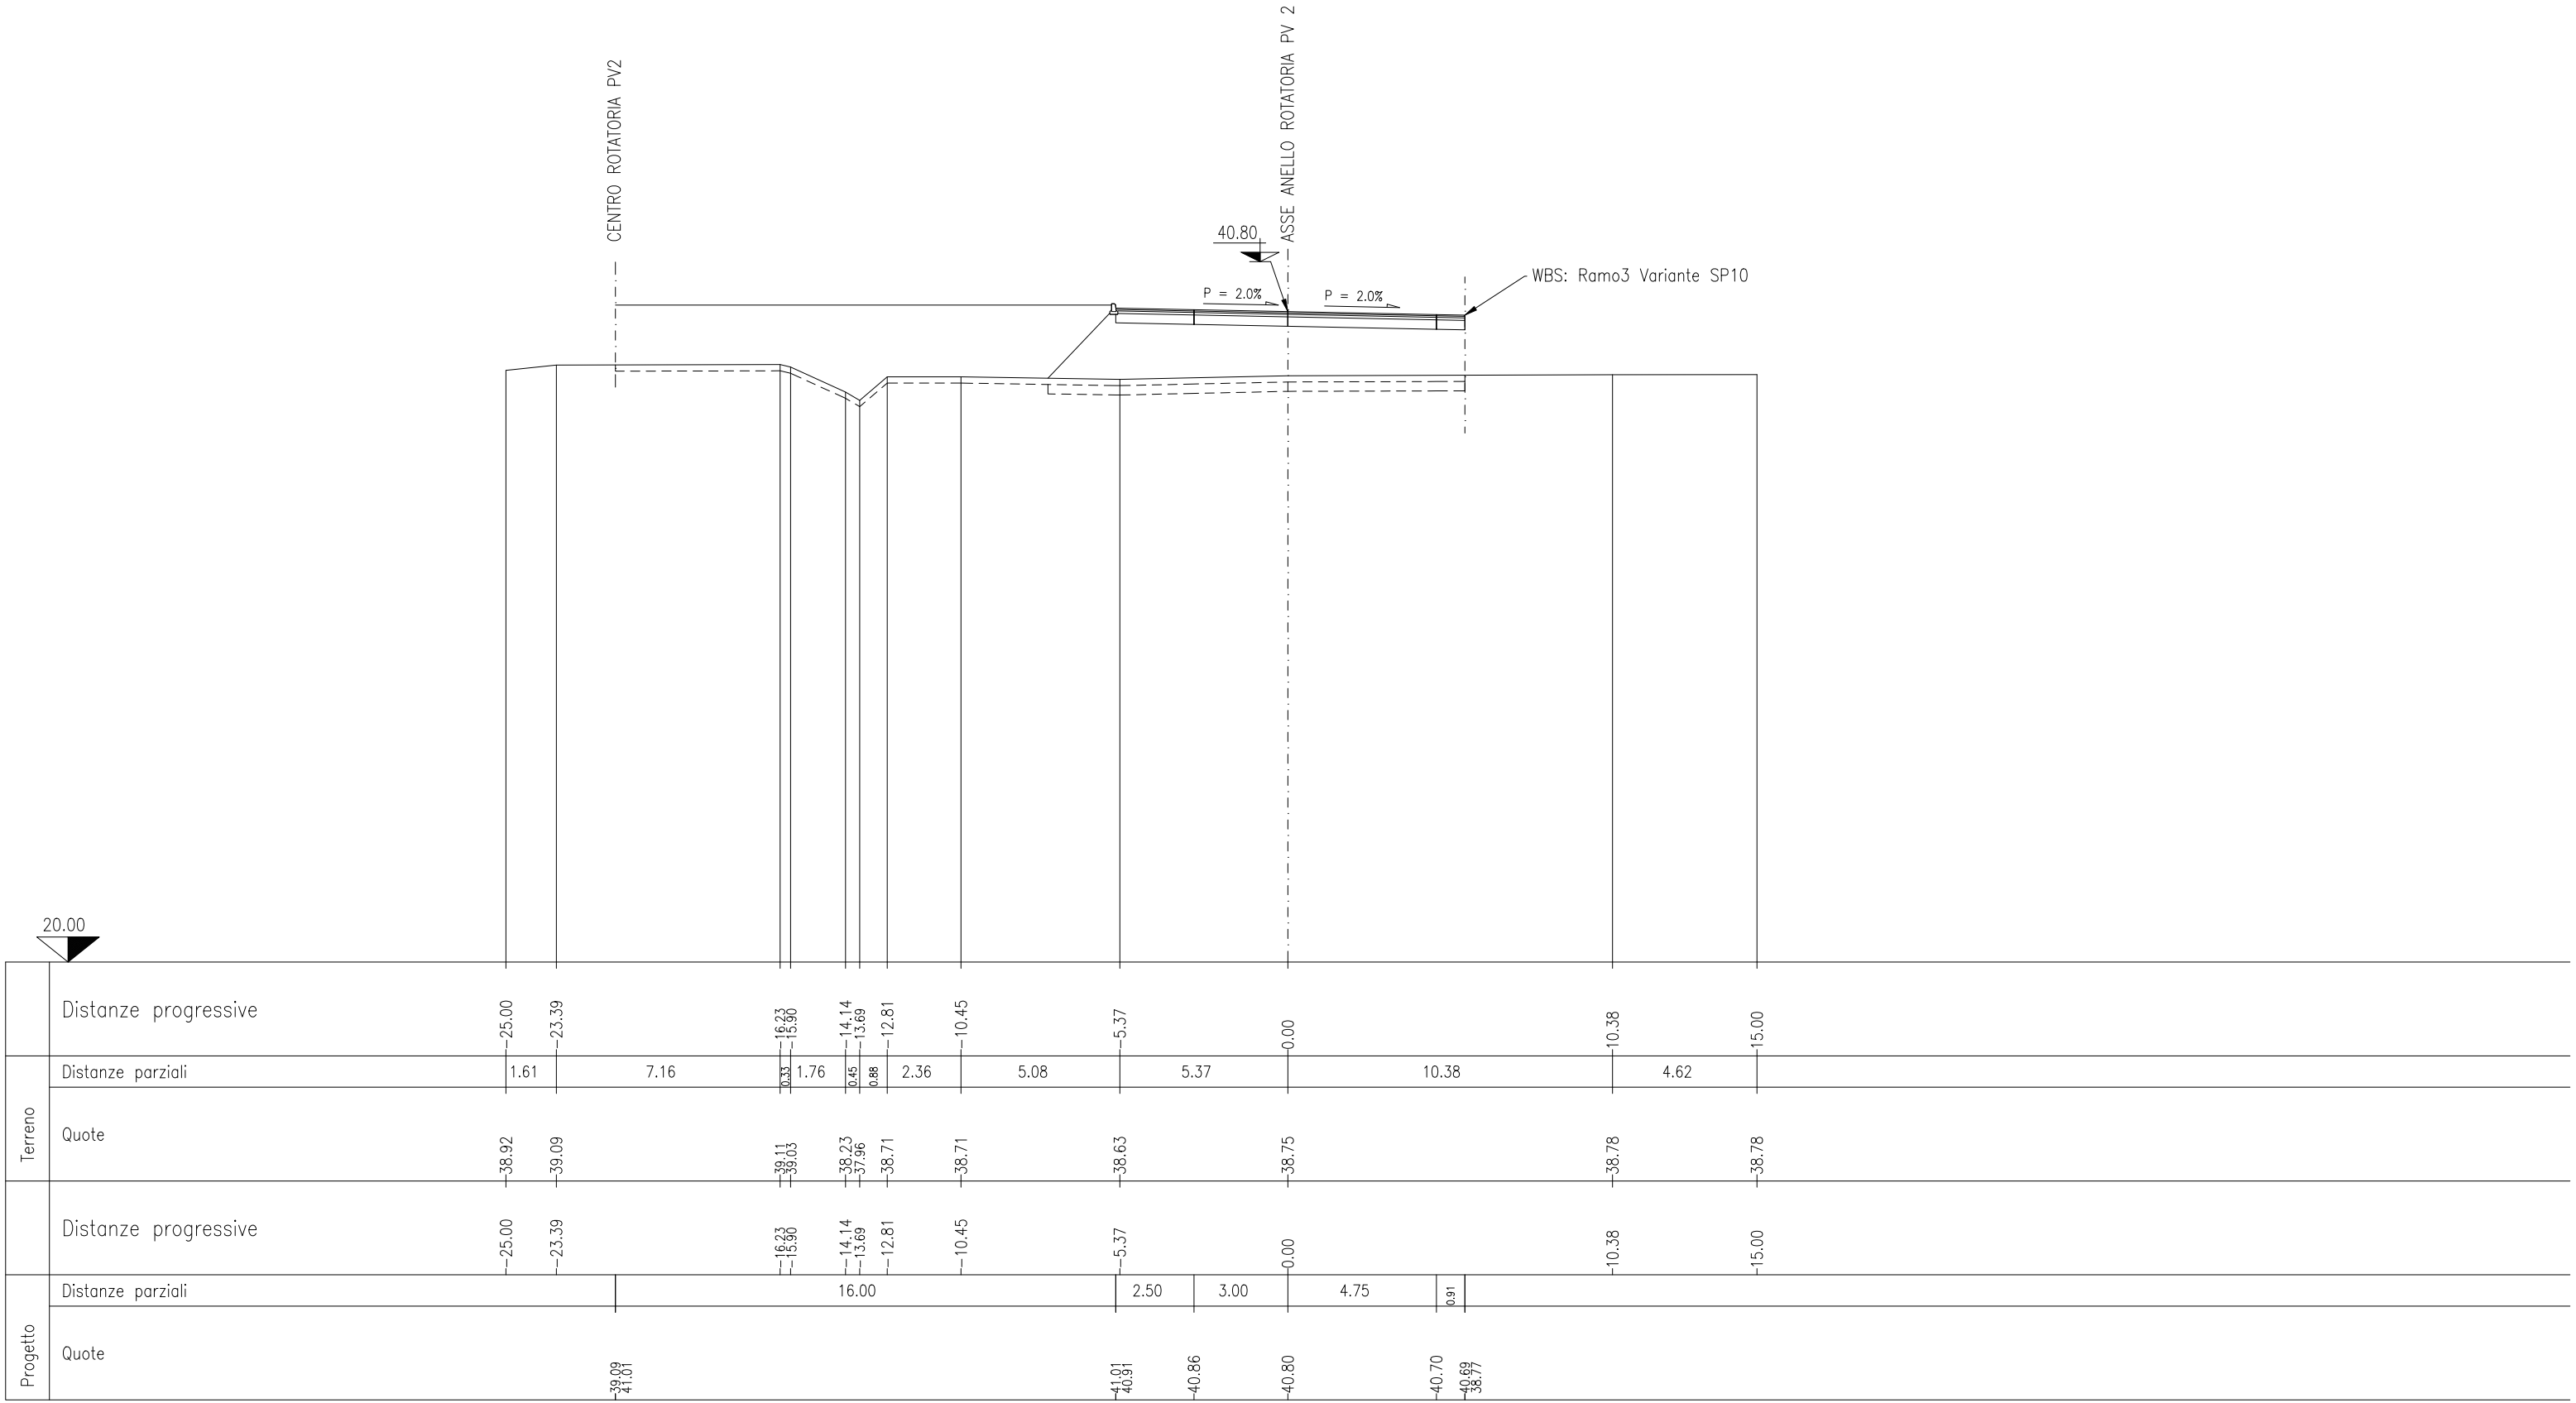 CENTRO ROTATORIA PV2
ASSE ANELLO ROTATORIA PV 2
40.80
P = 2.0%
P = 2.0%
WBS: Ramo3 Variante SP10
20.00
Terreno
Distanze progressive
-25.00 -23.39 -16.23 -15.90 -14.14 -13.69 -12.81 -10.45 -5.37 0.00 10.38 15.00
Distanze parziali
1.61 7.16 0.33 1.76 0.45 0.88 2.36 5.08 5.37 10.38 4.62
Quote
38.92 39.09 39.11 39.03 38.23 37.96 38.71 38.71 38.63 38.75 38.78 38.78
Progetto
Distanze progressive
-25.00 -23.39 -16.23 -15.90 -14.14 -13.69 -12.81 -10.45 -5.37 0.00 10.38 15.00
Distanze parziali
16.00 2.50 3.00 4.75 0.91
Quote
39.09 41.01 41.01 40.91 40.86 40.80 40.70 40.69 38.77